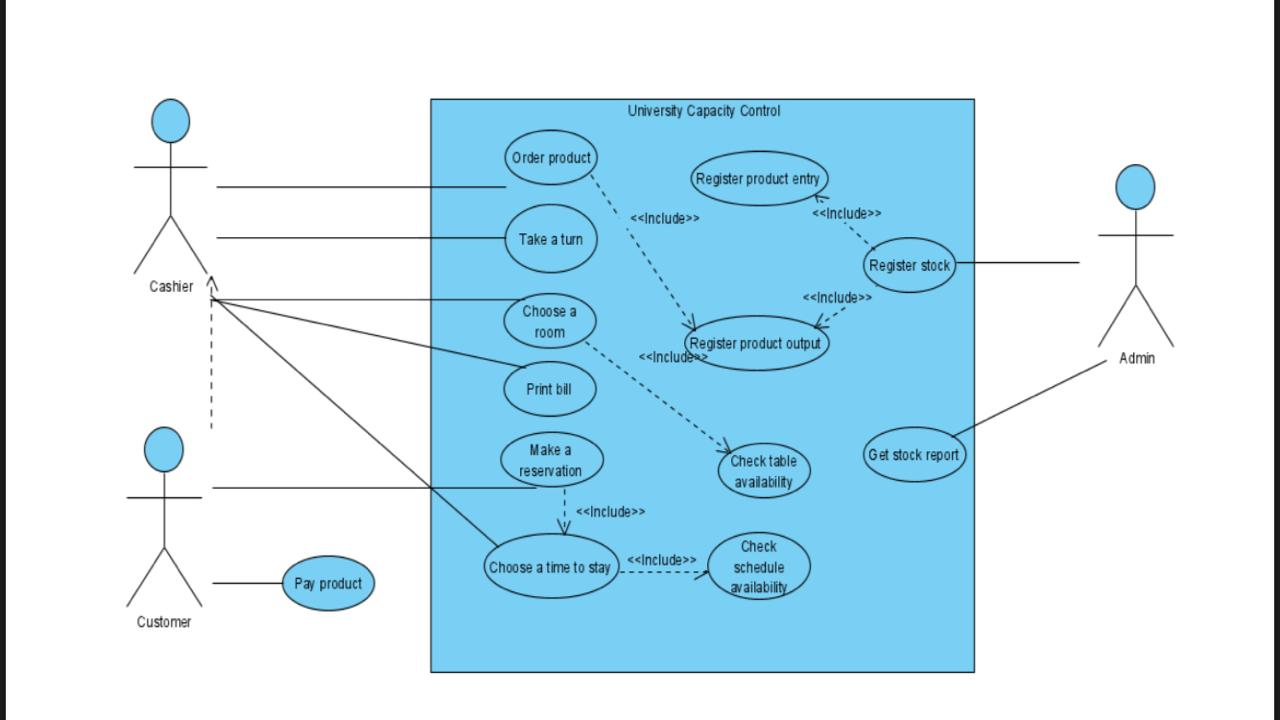 University Capacity Control
Order product
Register product entry
<<Include>>
<<Include>>
Take a turn
Register stock
Cashier
<<Include>>
Choose a
room
Register product output
<<Include>>
Admin
Print bill
Make a
reservation
Check table
availability
Get stock report
<<Include>>
Choose a time to stay
<<Include>>
Check
schedule
availability
Pay product
Customer